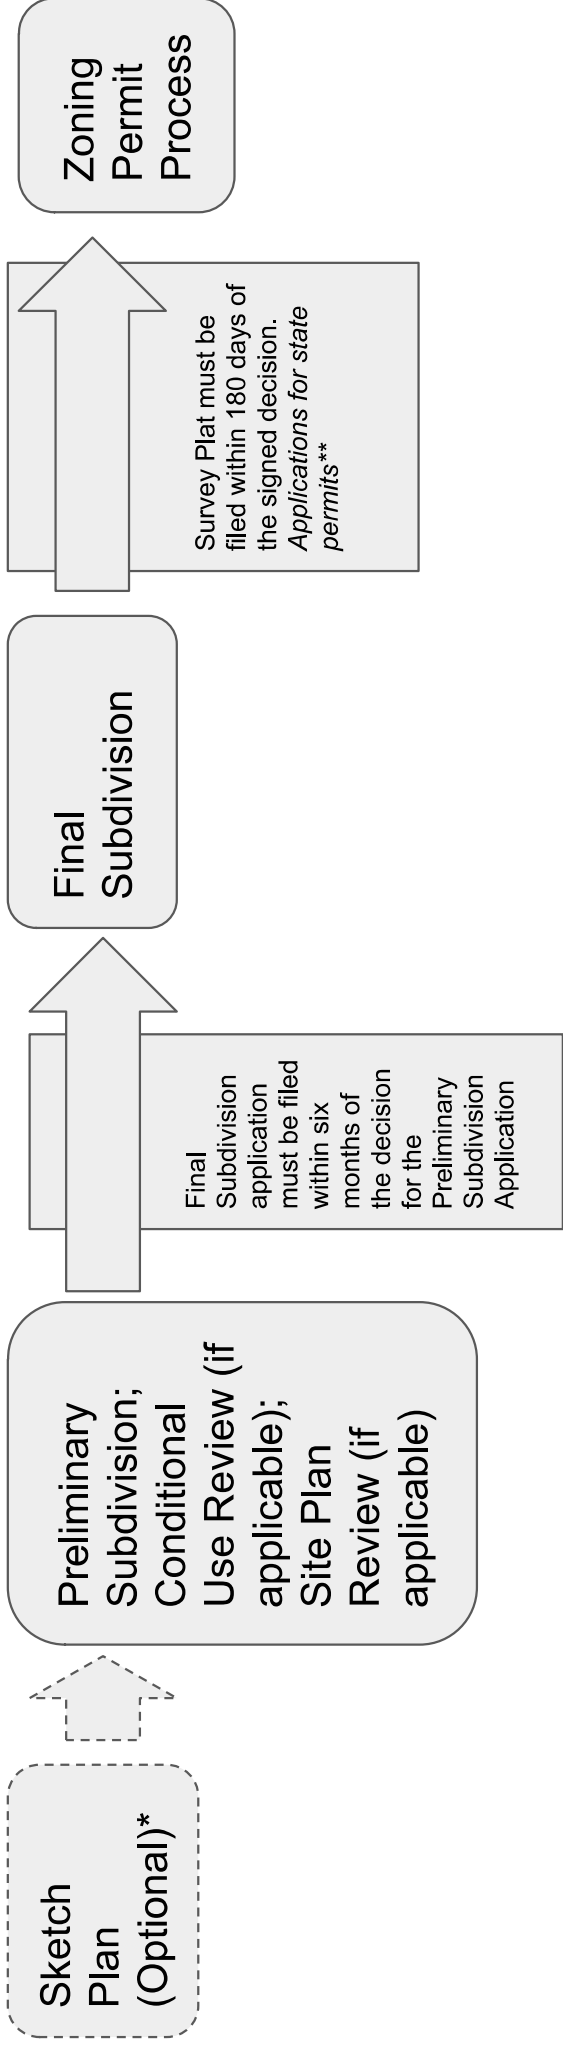 Sketch
Plan
(Optional)*
Preliminary
Subdivision;
Conditional
Use Review (if
applicable);
Site Plan
Review (if
applicable)
Final
Subdivision
application
must be filed
within six
months of
the decision
for the
Preliminary
Subdivision
Application
Final
Subdivision
Survey Plat must be
filed within 180 days of
the signed decision.
Applications for state
permits**
Zoning
Permit
Process